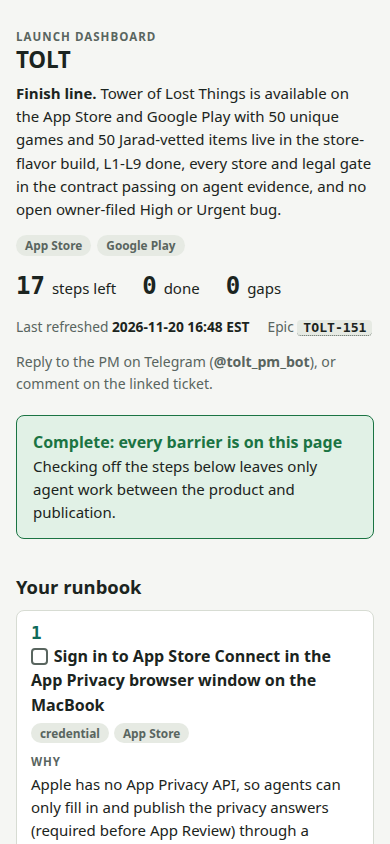 LAUNCH DASHBOARD
TOLT
Finish line. Tower of Lost Things is available on
the App Store and Google Play with 50 unique
games and 50 Jarad-vetted items live in the store-
flavor build, L1-L9 done, every store and legal gate
in the contract passing on agent evidence, and no
open owner-filed High or Urgent bug.
App Store Google Play
17 steps left 0 done 0 gaps
Last refreshed 2026-11-20 16:48 EST Epic TOLT-151
Reply to the PM on Telegram (@tolt_pm_bot), or
comment on the linked ticket.
Complete: every barrier is on this page
Checking off the steps below leaves only
agent work between the product and
publication.
Your runbook
1
Sign in to App Store Connect in the
App Privacy browser window on the
MacBook
credential App Store
WHY
Apple has no App Privacy API, so agents can
only fill in and publish the privacy answers
(required before App Review) through a